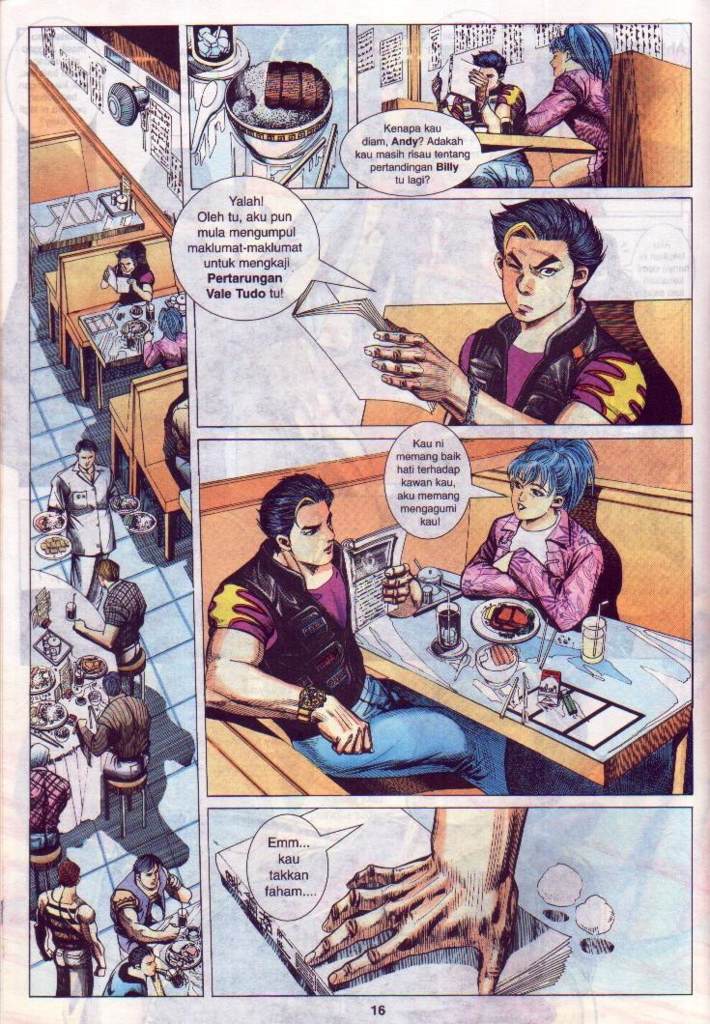 Kenapa kau
diam, Andy? Adakah
kau masih risau tentang
pertandingan Billy
tu lagi?
Yalah!
Oleh tu, aku pun
mula mengumpul
maklumat-maklumat
untuk mengkaji
Pertarungan
Vale Tudo tu!
Kau ni
memang baik
hati terhadap
kawan kau,
aku memang
mengagumi
kau!
Emm...
kau
takkan
faham....
16